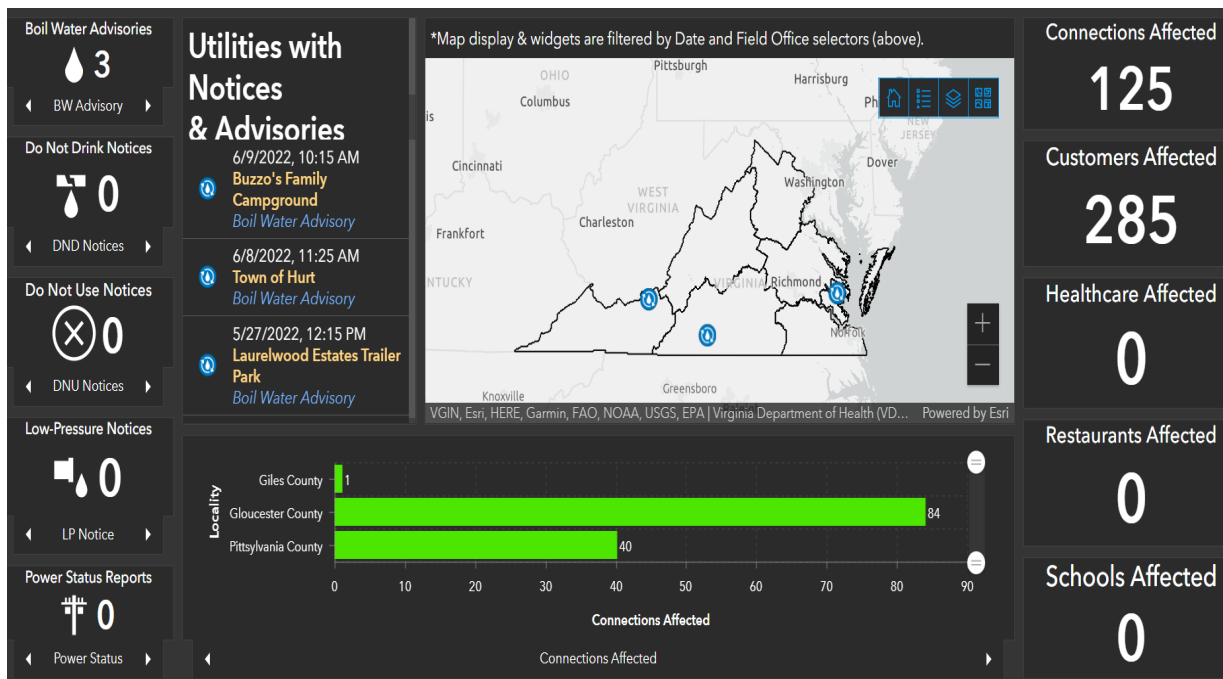 Boil Water Advisories
3
BW Advisory
Do Not Drink Notices
0
DND Notices
Do Not Use Notices
0
DNU Notices
Low-Pressure Notices
0
LP Notice
Power Status Reports
0
Power Status
Utilities with
Notices
& Advisories
6/9/2022, 10:15 AM
Buzzo's Family
Campground
Boil Water Advisory
6/8/2022, 11:25 AM
Town of Hurt
Boil Water Advisory
5/27/2022, 12:15 PM
Laurelwood Estates Trailer
Park
Boil Water Advisory
*Map display & widgets are filtered by Date and Field Office selectors (above).
Pittsburgh
OHIO
Harrisburg
Columbus
Ph
is
NEW
JERSEY
Cincinnati
Dover
Washington
WEST
VIRGINIA
Charleston
Frankfort
NTUCKY
VIRGINIA
Richmond
Norfolk
Greensboro
Knoxville
VGIN, Esri, HERE, Garmin, FAO, NOAA, USGS, EPA | Virginia Department of Health (VD...
Powered by Esri
Locality
Giles County
1
Gloucester County
84
Pittsylvania County
40
0 10 20 30 40 50 60 70 80 90
Connections Affected
Connections Affected
Connections Affected
125
Customers Affected
285
Healthcare Affected
0
Restaurants Affected
0
Schools Affected
0